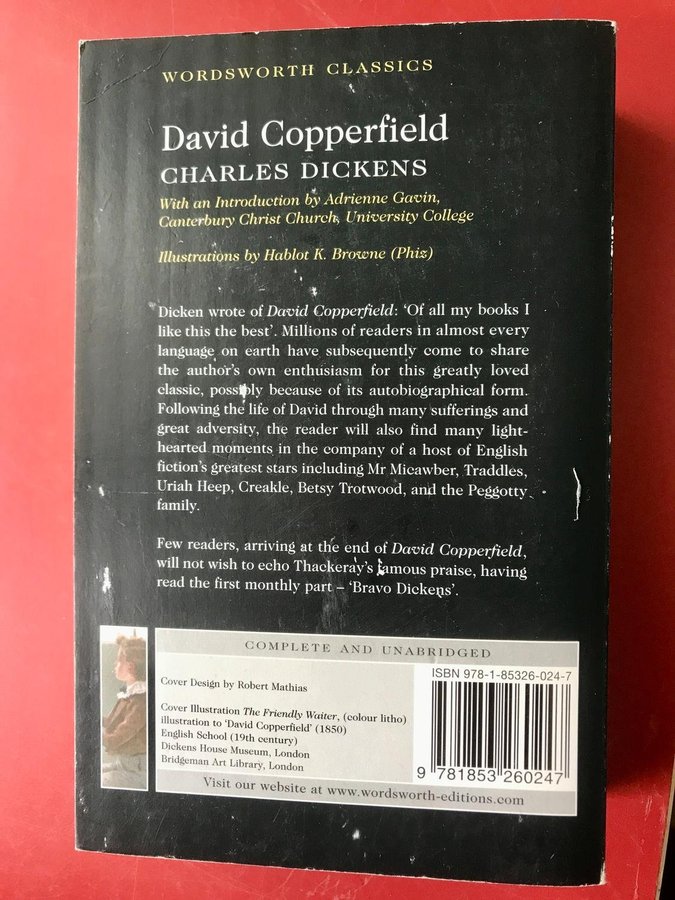 WORDSWORTH CLASSICS
David Copperfield
CHARLES DICKENS
With an Introduction by Adrienne Gavin,
Canterbury Christ Church, University College
Illustrations by Hablot K. Browne (Phiz)
Dicken wrote of David Copperfield: ‘Of all my books I
like this the best’. Millions of readers in almost every
language on earth have subsequently come to share
the author’s own enthusiasm for this greatly loved
classic, possibly because of its autobiographical form.
Following the life of David through many sufferings and
great adversity, the reader will also find many light-
hearted moments in the company of a host of English
fiction’s greatest stars including Mr Micawber, Traddles,
Uriah Heep, Creakle, Betsy Trotwood, and the Peggotty
family.
Few readers, arriving at the end of David Copperfield,
will not wish to echo Thackeray’s famous praise, having
read the first monthly part – ‘Bravo Dickens’.
COMPLETE AND UNABRIDGED
Cover Design by Robert Mathias
Cover Illustration The Friendly Waiter, (colour litho)
illustration to ‘David Copperfield’ (1850)
English School (19th century)
Dickens House Museum, London
Bridgeman Art Library, London
ISBN 978-1-85326-024-7
9 781853 260247
Visit our website at www.wordsworth-editions.com